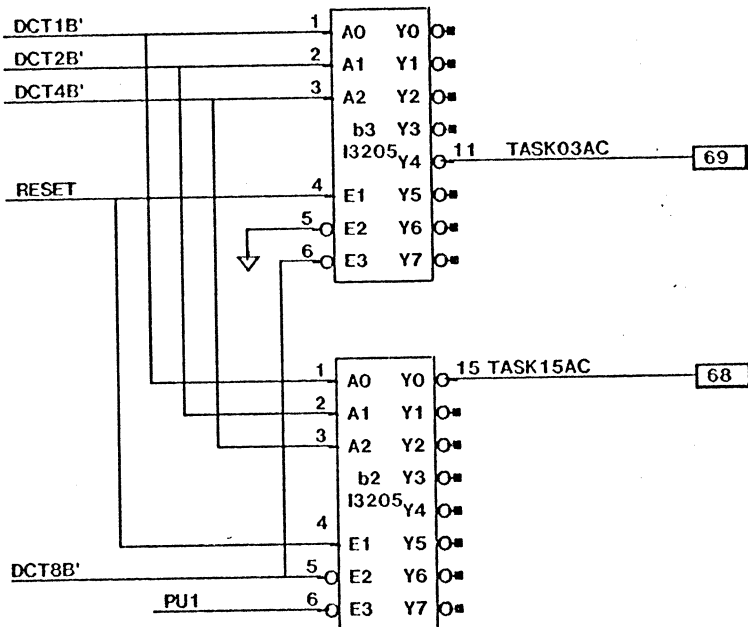 DCT1B' 1 A0 Y0
DCT2B' 2 A1 Y1
DCT4B' 3 A2 Y2
b3 Y3
I3205 Y4 11 TASK03AC 69
RESET 4 E1 Y5
5 E2 Y6
6 E3 Y7
1 A0 Y0 15 TASK15AC 68
2 A1 Y1
3 A2 Y2
b2 Y3
I3205 Y4
4 E1 Y5
DCT8B' 5 E2 Y6
PU1 6 E3 Y7